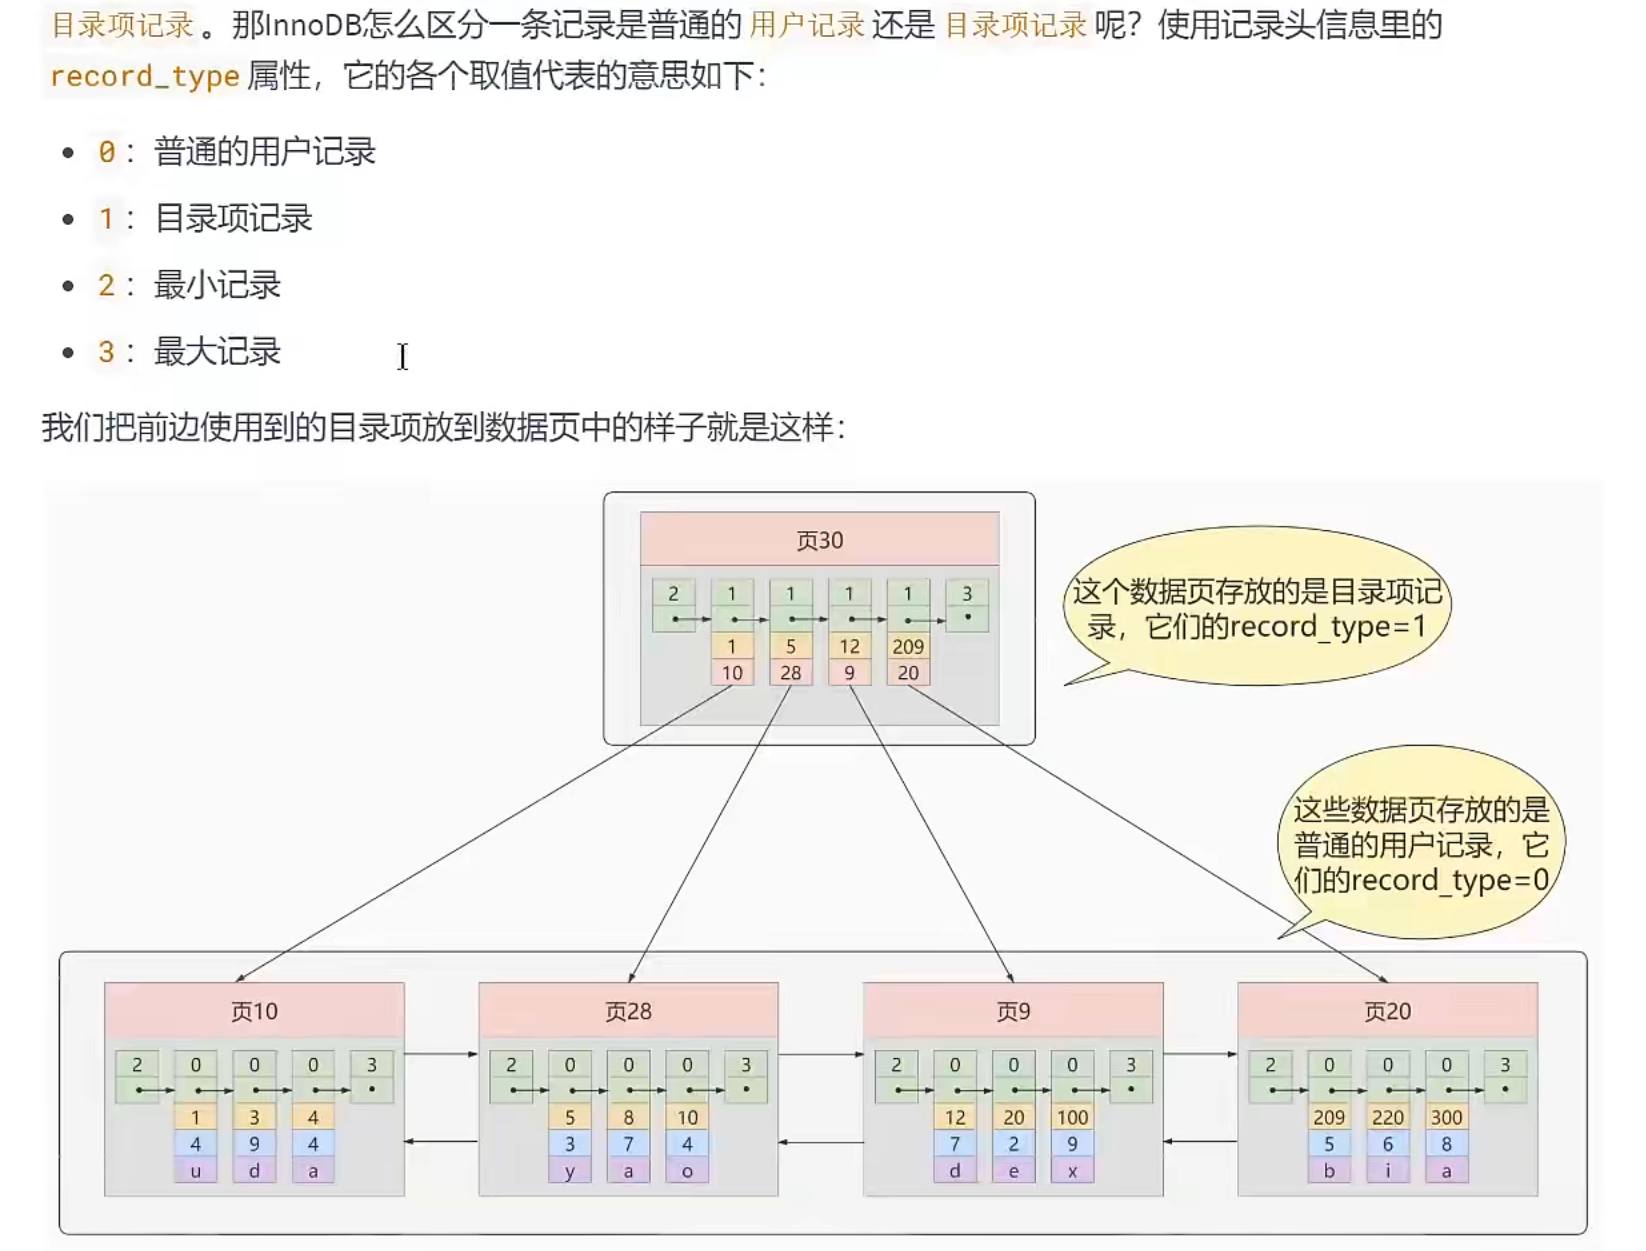 目录项记录 。那InnoDB怎么区分一条记录是普通的 用户记录 还是 目录项记录 呢？使用记录头信息里的
record_type 属性，它的各个取值代表的意思如下：
0：普通的用户记录
1：目录项记录
2：最小记录
3：最大记录
我们把前边使用到的目录项放到数据页中的样子就是这样：
页30
2 1 1 1 1 3
1 5 12 209
10 28 9 20
这个数据页存放的是目录项记
录，它们的record_type=1
这些数据页存放的是
普通的用户记录，它
们的record_type=0
页10
2 0 0 0 3
1 3 4
4 9 4
u d a
页28
2 0 0 0 3
5 8 10
3 7 4
y a o
页9
2 0 0 0 3
12 20 100
7 2 9
d e x
页20
2 0 0 0 3
209 220 300
5 6 8
b i a